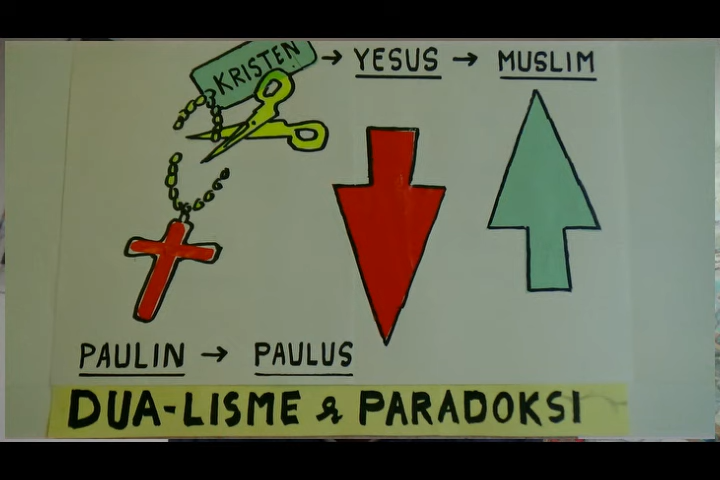 KRISTEN → YESUS → MUSLIM
PAULIN → PAULUS
DUA-LISME & PARADOKSI